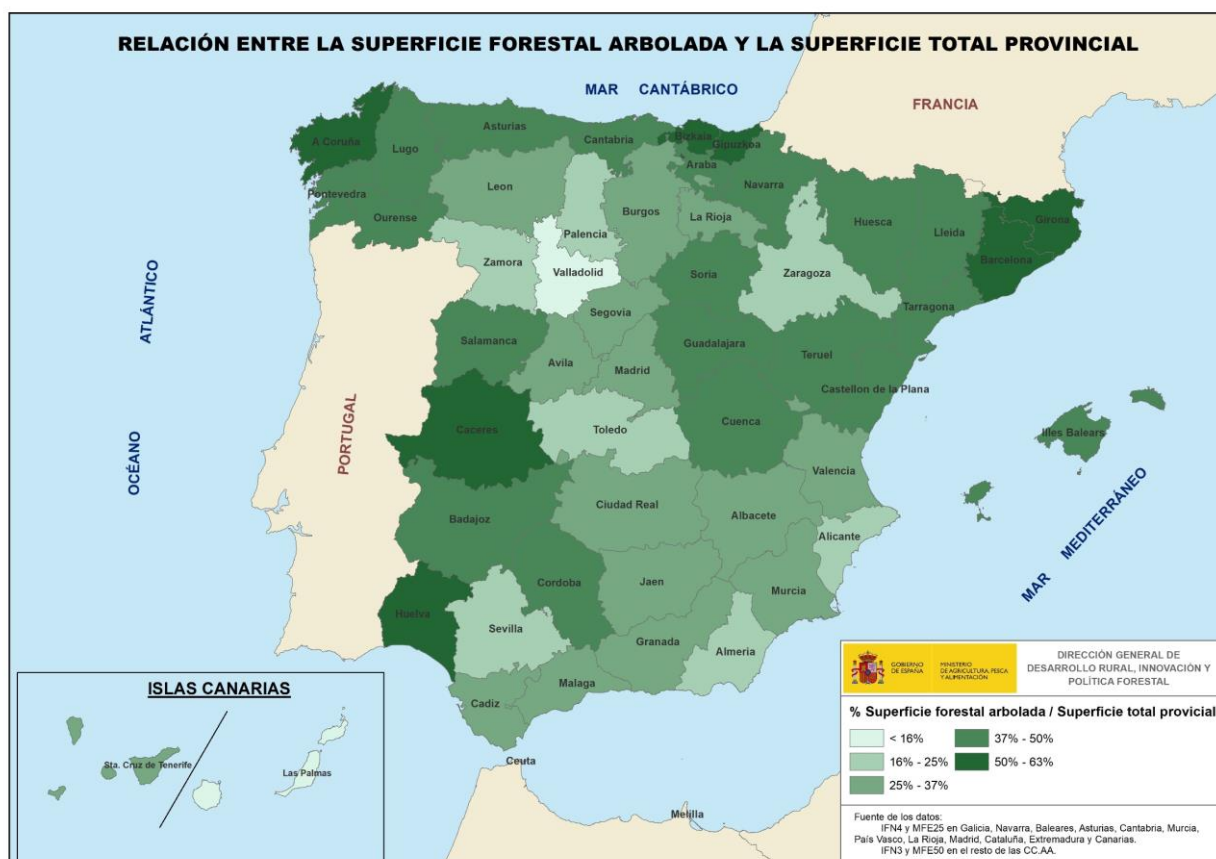 RELACIÓN ENTRE LA SUPERFICIE FORESTAL ARBOLADA Y LA SUPERFICIE TOTAL PROVINCIAL
MAR CANTÁBRICO
FRANCIA
A Coruña
Lugo
Asturias
Cantabria
Bizkaia
Gipuzkoa
Araba
Navarra
Pontevedra
Ourense
Leon
Palencia
Burgos
La Rioja
Huesca
Lleida
Girona
Barcelona
Zamora
Valladolid
Soria
Zaragoza
Tarragona
OCÉANO ATLÁNTICO
Segovia
Salamanca
Avila
Madrid
Guadalajara
Teruel
Castellon de la Plana
PORTUGAL
Caceres
Toledo
Cuenca
Illes Balears
Valencia
MAR MEDITERRÁNEO
Badajoz
Ciudad Real
Albacete
Alicante
Cordoba
Jaen
Murcia
Huelva
Sevilla
Granada
Almeria
Malaga
Cadiz
Ceuta
Melilla
ISLAS CANARIAS
Sta. Cruz de Tenerife
Las Palmas
GOBIERNO
DE ESPAÑA
MINISTERIO
DE AGRICULTURA, PESCA
Y ALIMENTACIÓN
DIRECCIÓN GENERAL DE
DESARROLLO RURAL, INNOVACIÓN Y
POLÍTICA FORESTAL
% Superficie forestal arbolada / Superficie total provicial
< 16%
16% - 25%
25% - 37%
37% - 50%
50% - 63%
Fuente de los datos:
IFN4 y MFE25 en Galicia, Navarra, Baleares, Asturias, Cantabria, Murcia,
País Vasco, La Rioja, Madrid, Cataluña, Extremadura y Canarias.
IFN3 y MFE50 en el resto de las CC.AA.